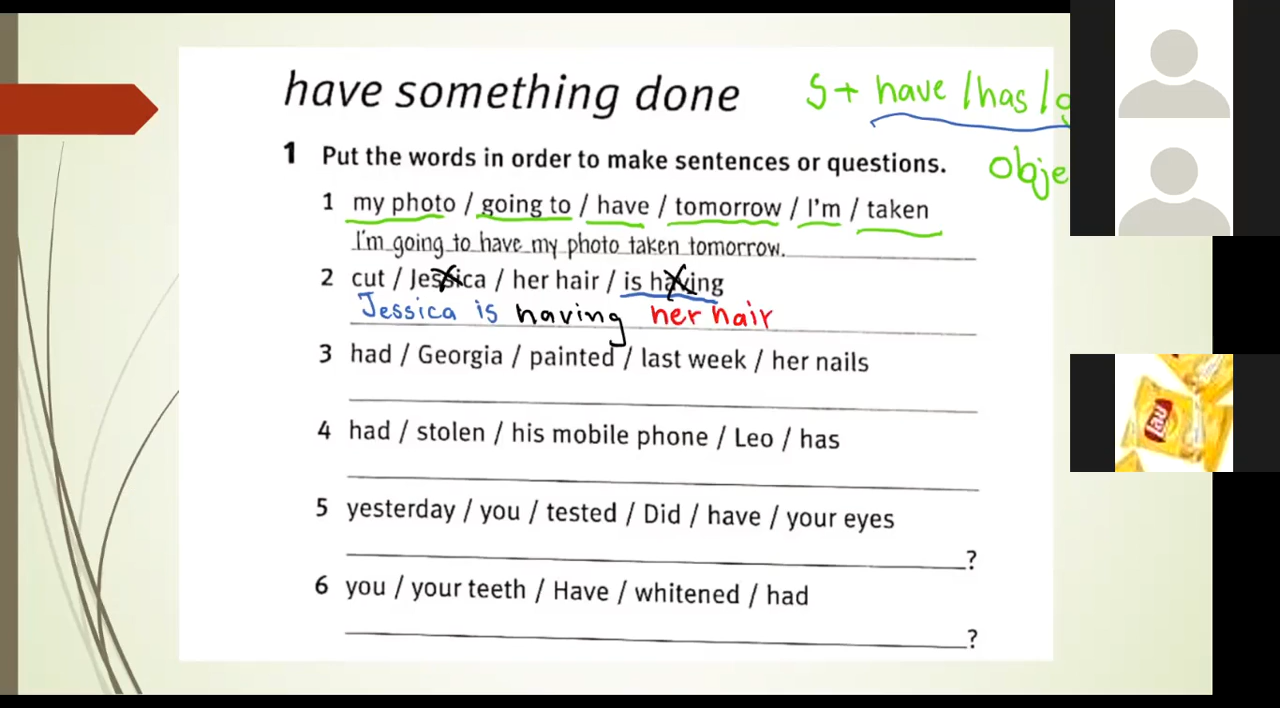 have something done
S+ have /has /g
obje
1 Put the words in order to make sentences or questions.
1 my photo / going to / have / tomorrow / I'm / taken
I'm going to have my photo taken tomorrow.
2 cut / Jessica / her hair / is having
Jessica is having her hair
3 had / Georgia / painted / last week / her nails
4 had / stolen / his mobile phone / Leo / has
5 yesterday / you / tested / Did / have / your eyes
?
6 you / your teeth / Have / whitened / had
?
Lay's